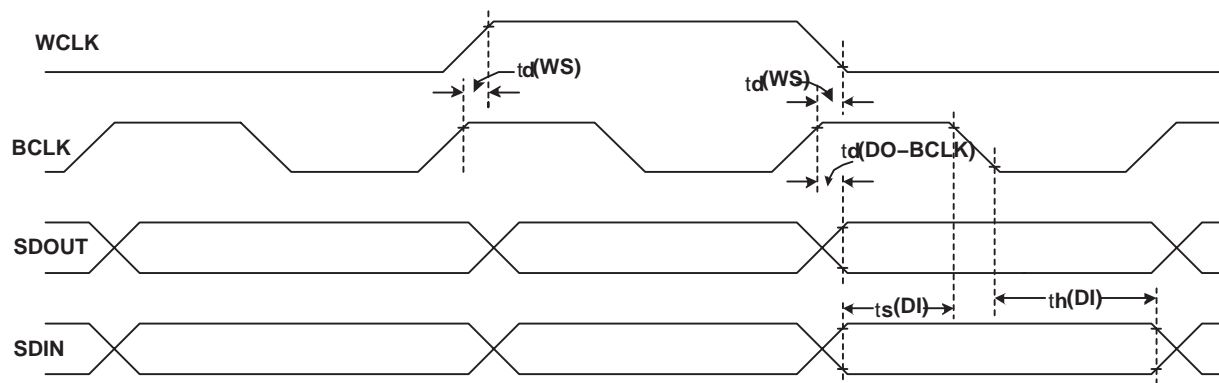 WCLK
td(WS)
td(WS)
BCLK
td(DO−BCLK)
SDOUT
ts(DI)
th(DI)
SDIN